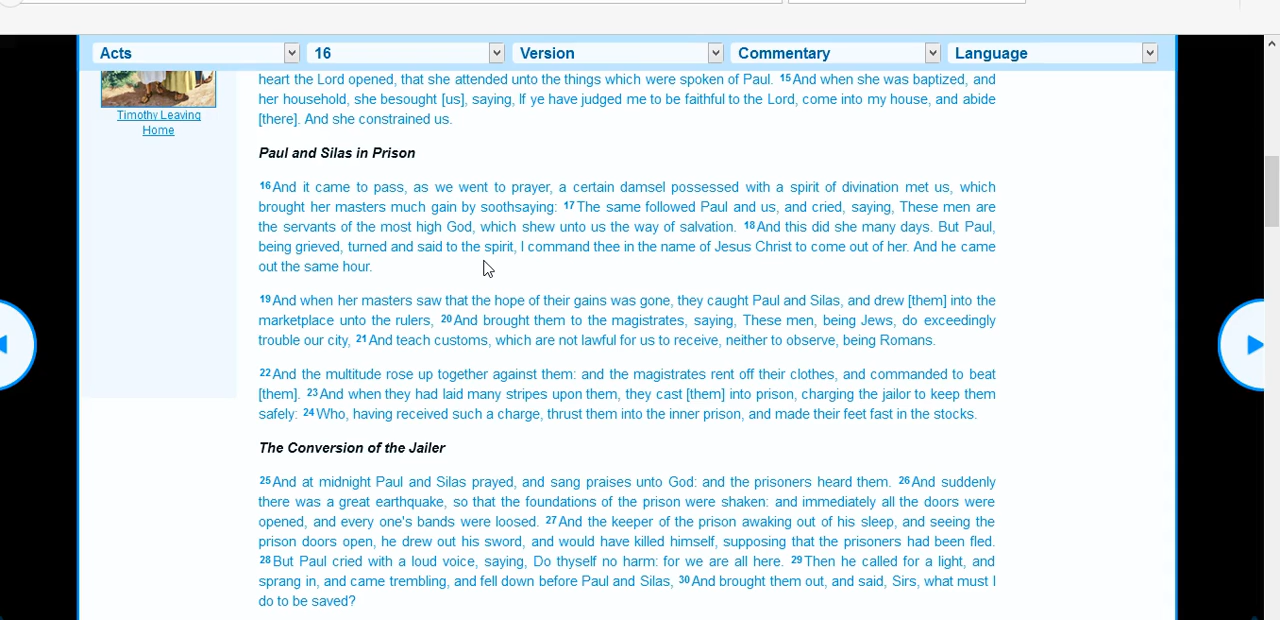 Acts 16 Version Commentary Language
Timothy Leaving
Home
heart the Lord opened, that she attended unto the things which were spoken of Paul. 15And when she was baptized, and
her household, she besought [us], saying, If ye have judged me to be faithful to the Lord, come into my house, and abide
[there]. And she constrained us.
Paul and Silas in Prison
16And it came to pass, as we went to prayer, a certain damsel possessed with a spirit of divination met us, which
brought her masters much gain by soothsaying: 17The same followed Paul and us, and cried, saying, These men are
the servants of the most high God, which shew unto us the way of salvation. 18And this did she many days. But Paul,
being grieved, turned and said to the spirit, I command thee in the name of Jesus Christ to come out of her. And he came
out the same hour.
19And when her masters saw that the hope of their gains was gone, they caught Paul and Silas, and drew [them] into the
marketplace unto the rulers, 20And brought them to the magistrates, saying, These men, being Jews, do exceedingly
trouble our city, 21And teach customs, which are not lawful for us to receive, neither to observe, being Romans.
22And the multitude rose up together against them: and the magistrates rent off their clothes, and commanded to beat
[them]. 23And when they had laid many stripes upon them, they cast [them] into prison, charging the jailor to keep them
safely: 24Who, having received such a charge, thrust them into the inner prison, and made their feet fast in the stocks.
The Conversion of the Jailer
25And at midnight Paul and Silas prayed, and sang praises unto God: and the prisoners heard them. 26And suddenly
there was a great earthquake, so that the foundations of the prison were shaken: and immediately all the doors were
opened, and every one's bands were loosed. 27And the keeper of the prison awaking out of his sleep, and seeing the
prison doors open, he drew out his sword, and would have killed himself, supposing that the prisoners had been fled.
28But Paul cried with a loud voice, saying, Do thyself no harm: for we are all here. 29Then he called for a light, and
sprang in, and came trembling, and fell down before Paul and Silas, 30And brought them out, and said, Sirs, what must I
do to be saved?